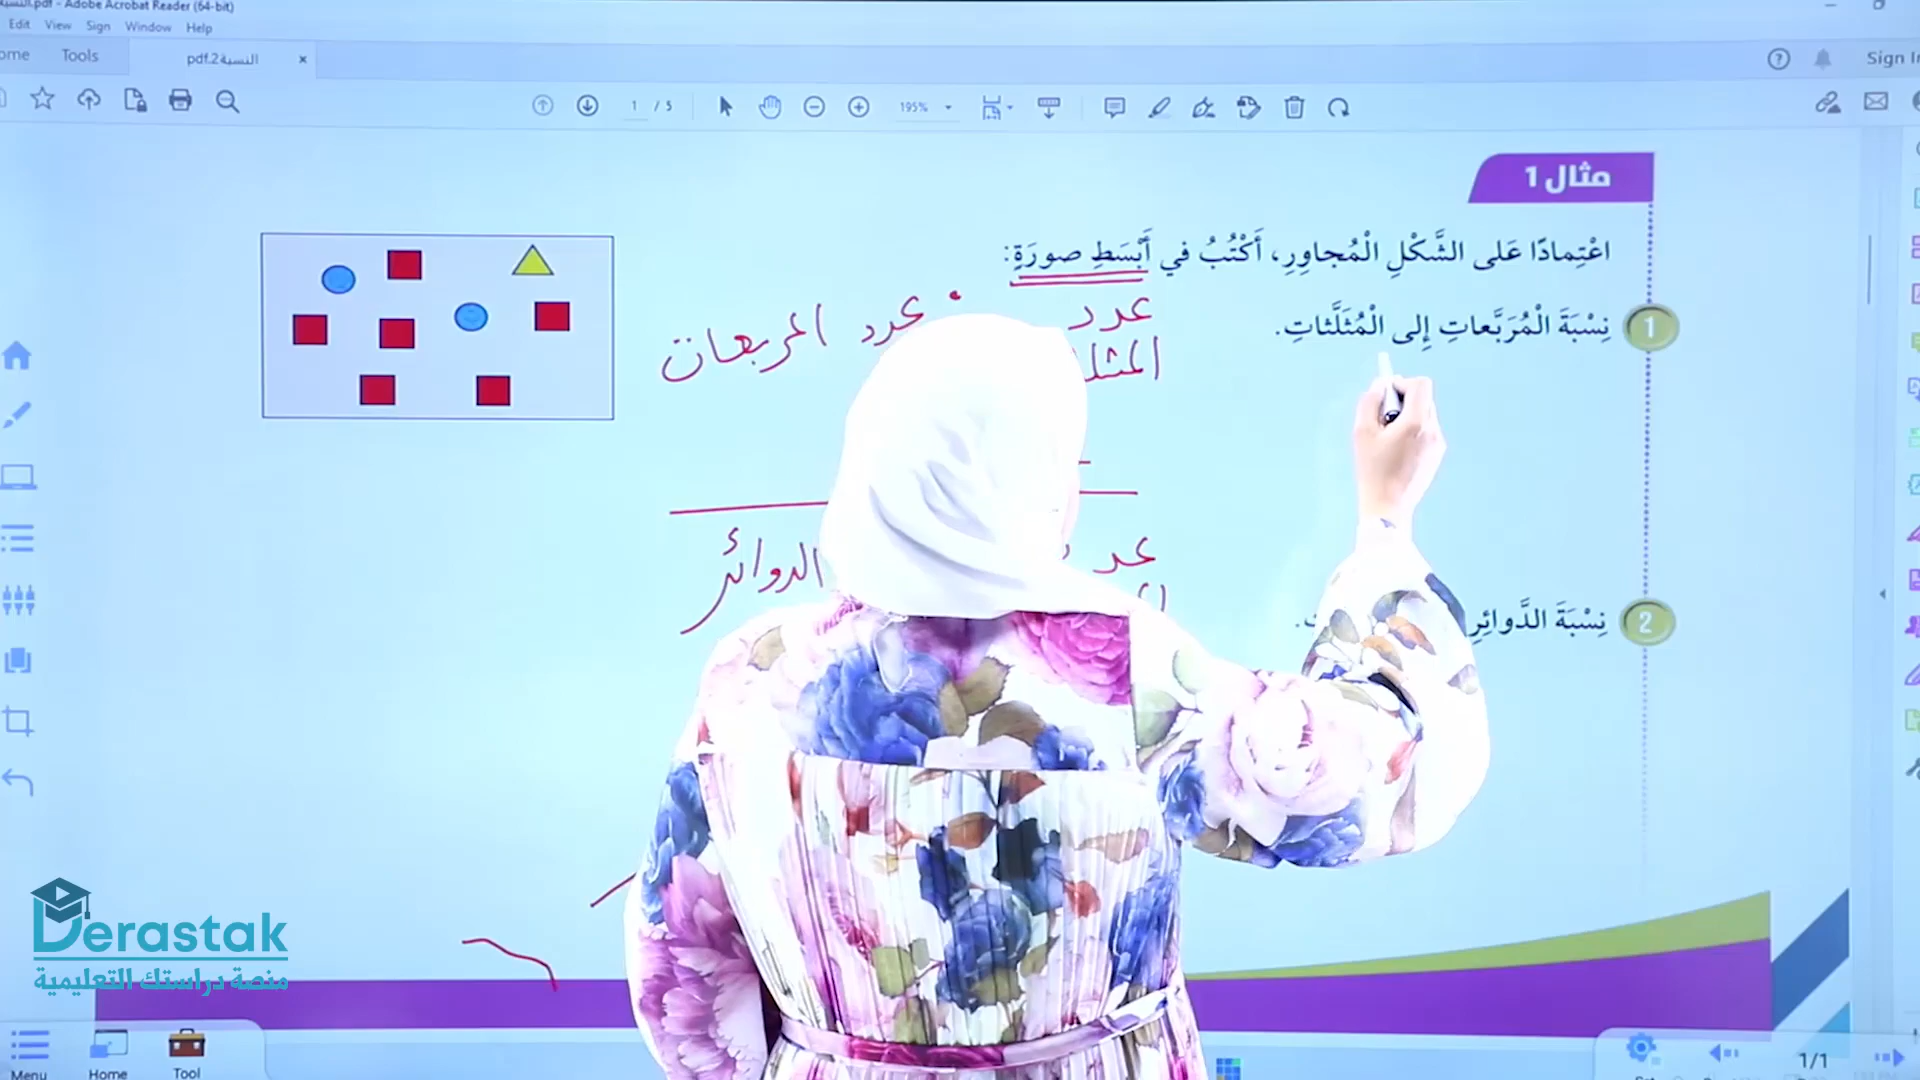 .pdf - Adobe Acrobat Reader (64-bit)
Edit View Sign Window Help
Tools
النسبة2.pdf
Sign In
1 / 5
195%
مثال 1
اعْتِمادًا عَلى الشَّكْلِ الْمُجاوِرِ، أَكْتُبُ في أَبْسَطِ صورَةٍ:
1 نِسْبَةَ الْمُرَبَّعاتِ إِلى الْمُثَلَّثاتِ.
عدد
عدد المربعات
الدوائر
2 نِسْبَةَ الدَّوائِرِ
Derastak
منصة دراستك التعليمية
Menu
Home
Tool
1/1